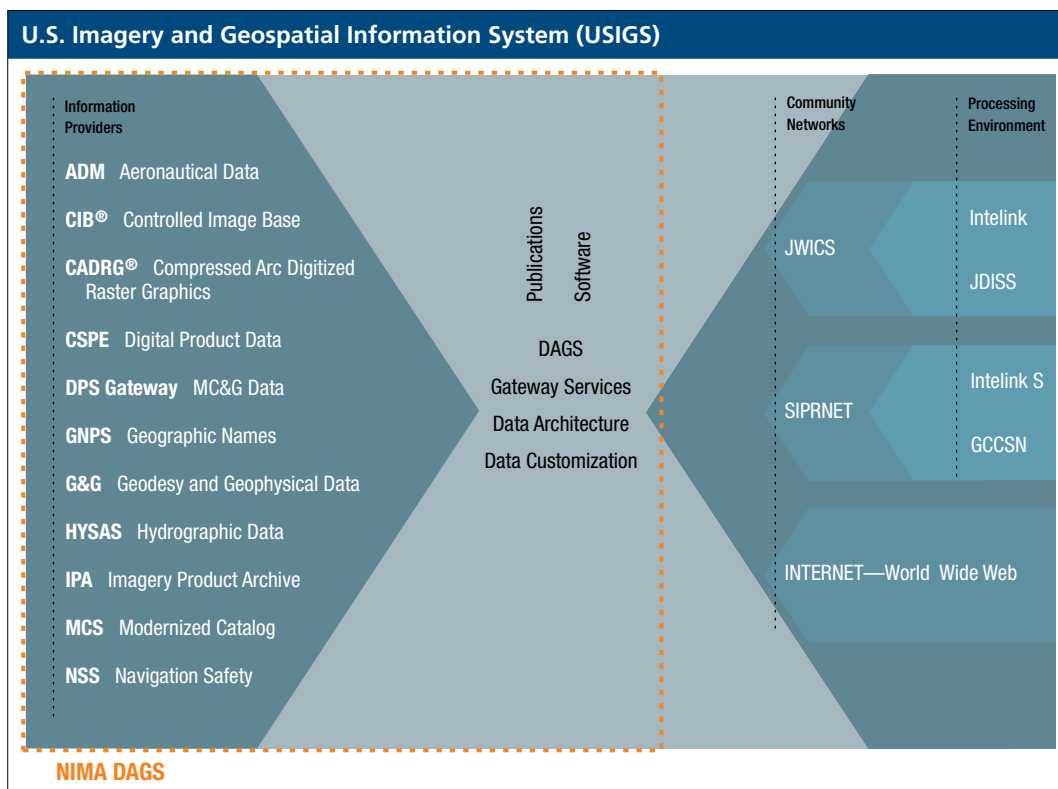 U.S. Imagery and Geospatial Information System (USIGS)
Information
Providers
ADM Aeronautical Data
CIB® Controlled Image Base
CADRG® Compressed Arc Digitized
Raster Graphics
CSPE Digital Product Data
DPS Gateway MC&G Data
GNPS Geographic Names
G&G Geodesy and Geophysical Data
HYSAS Hydrographic Data
IPA Imagery Product Archive
MCS Modernized Catalog
NSS Navigation Safety
Publications
Software
DAGS
Gateway Services
Data Architecture
Data Customization
Community
Networks
JWICS
SIPRNET
INTERNET—World Wide Web
Processing
Environment
Intelink
JDISS
Intelink S
GCCSN
NIMA DAGS